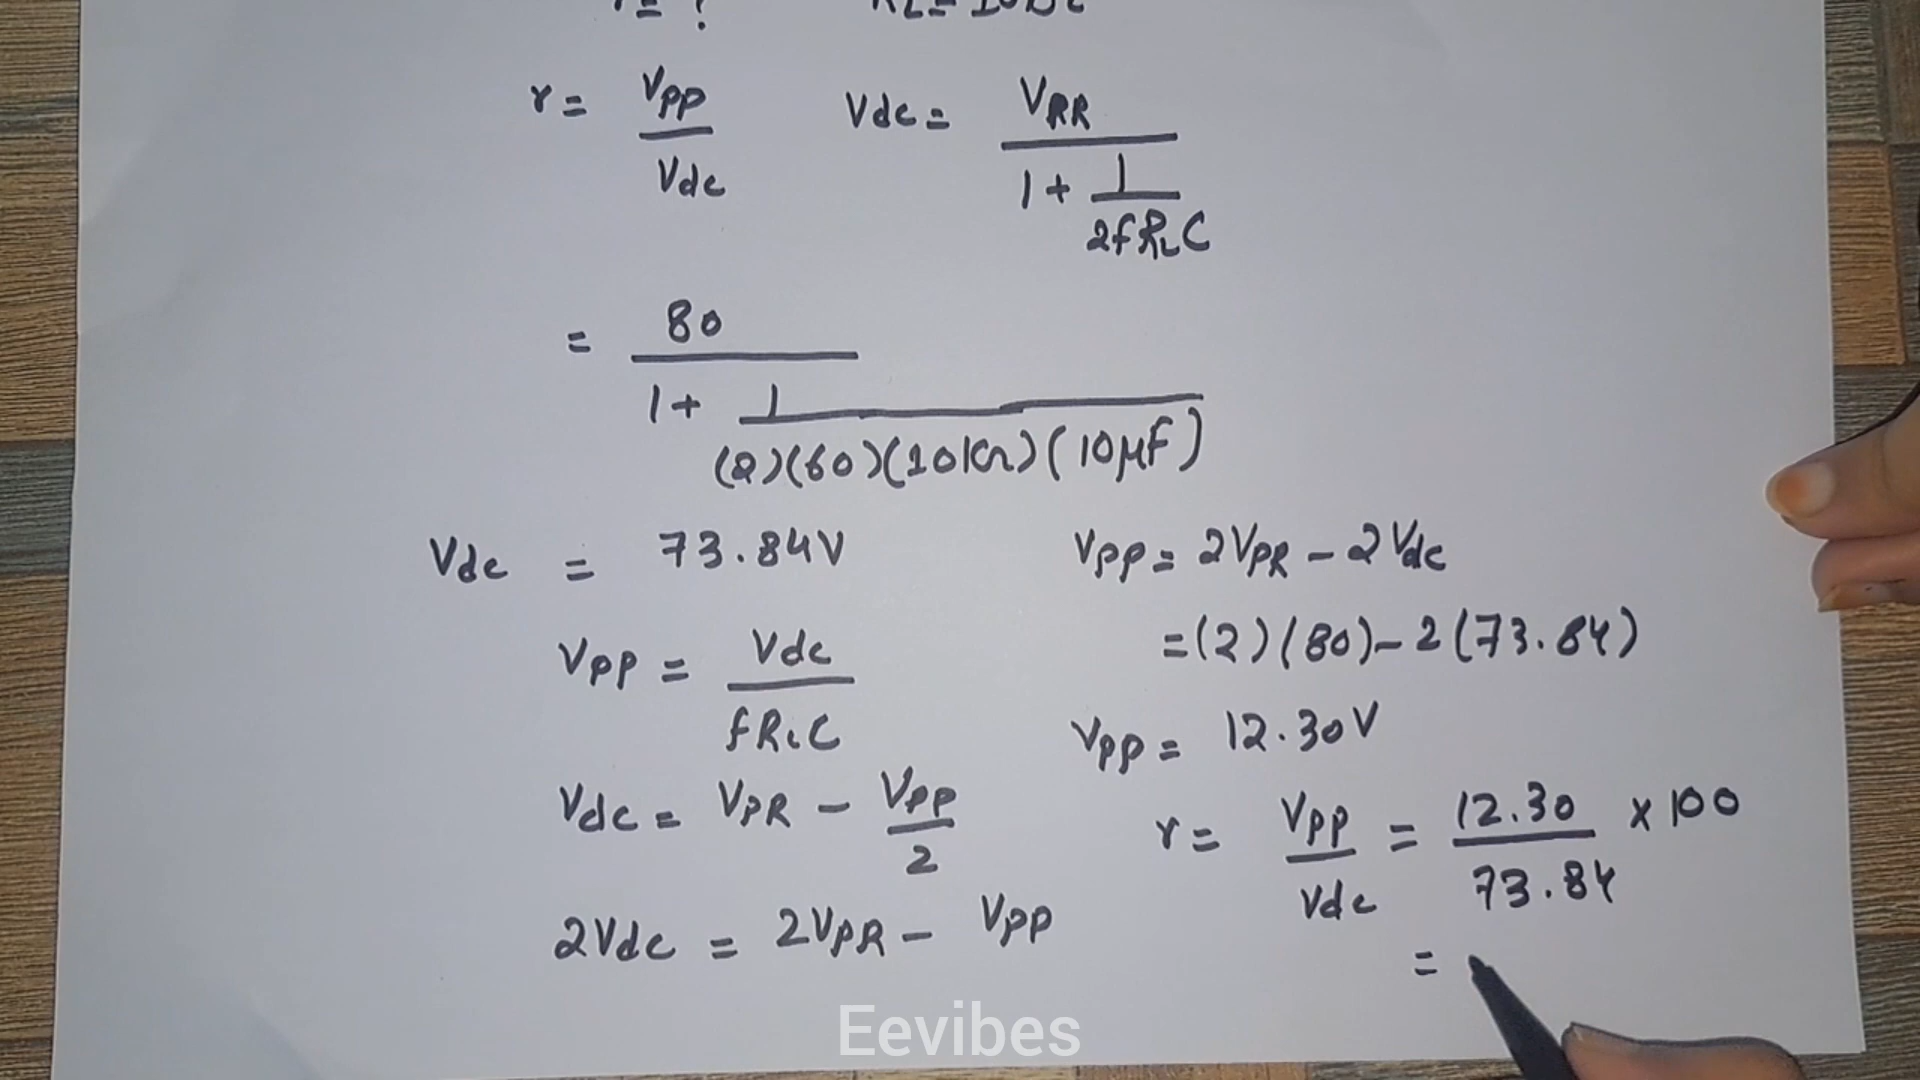 r = Vpp / Vdc    Vdc = VRR / (1 + 1 / 2fRLC)
= 80 / (1 + 1 / (2)(60)(10kΩ)(10μF))
Vdc = 73.84V
Vpp = Vdc / fRLC
Vdc = VPR - Vpp / 2
2Vdc = 2VPR - Vpp
Vpp = 2VPR - 2Vdc
= (2)(80) - 2(73.84)
Vpp = 12.30V
r = Vpp / Vdc = 12.30 / 73.84 x 100
=
Eevibes